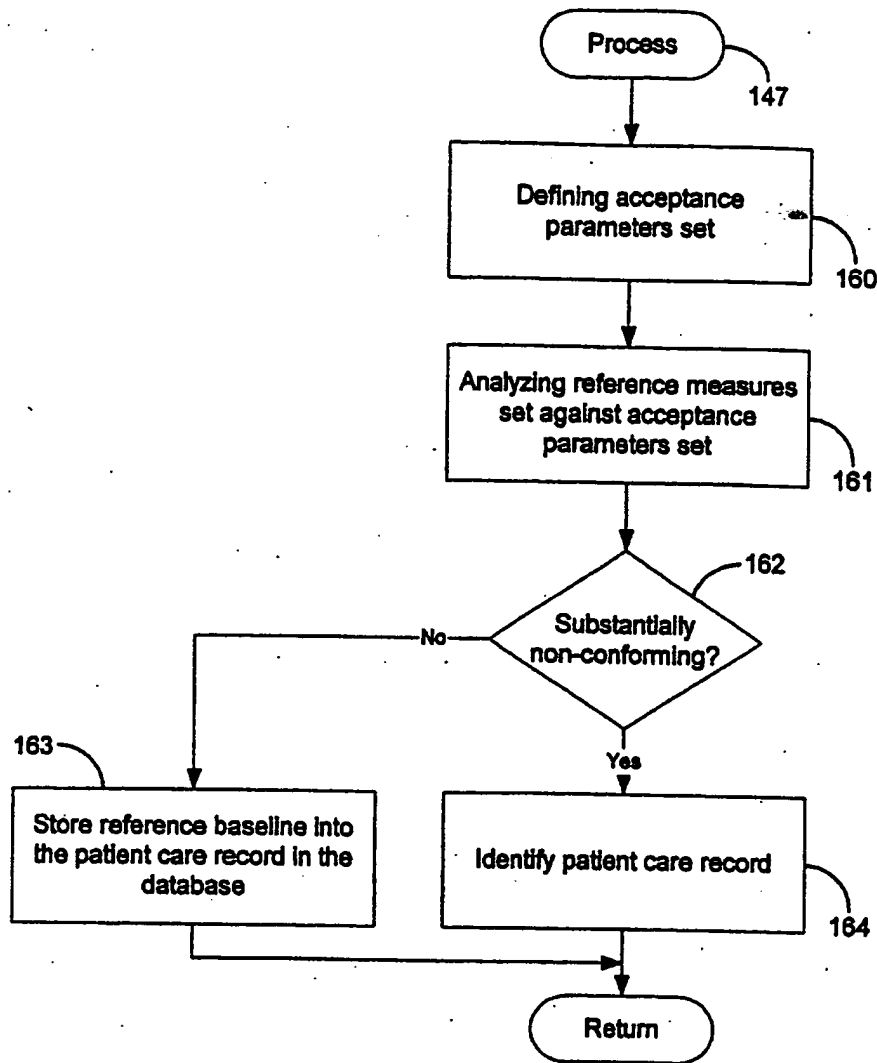 Process
147
Defining acceptance
parameters set
160
Analyzing reference measures
set against acceptance
parameters set
161
162
Substantially
non-conforming?
No
Yes
163
Store reference baseline into
the patient care record in the
database
Identify patient care record
164
Return